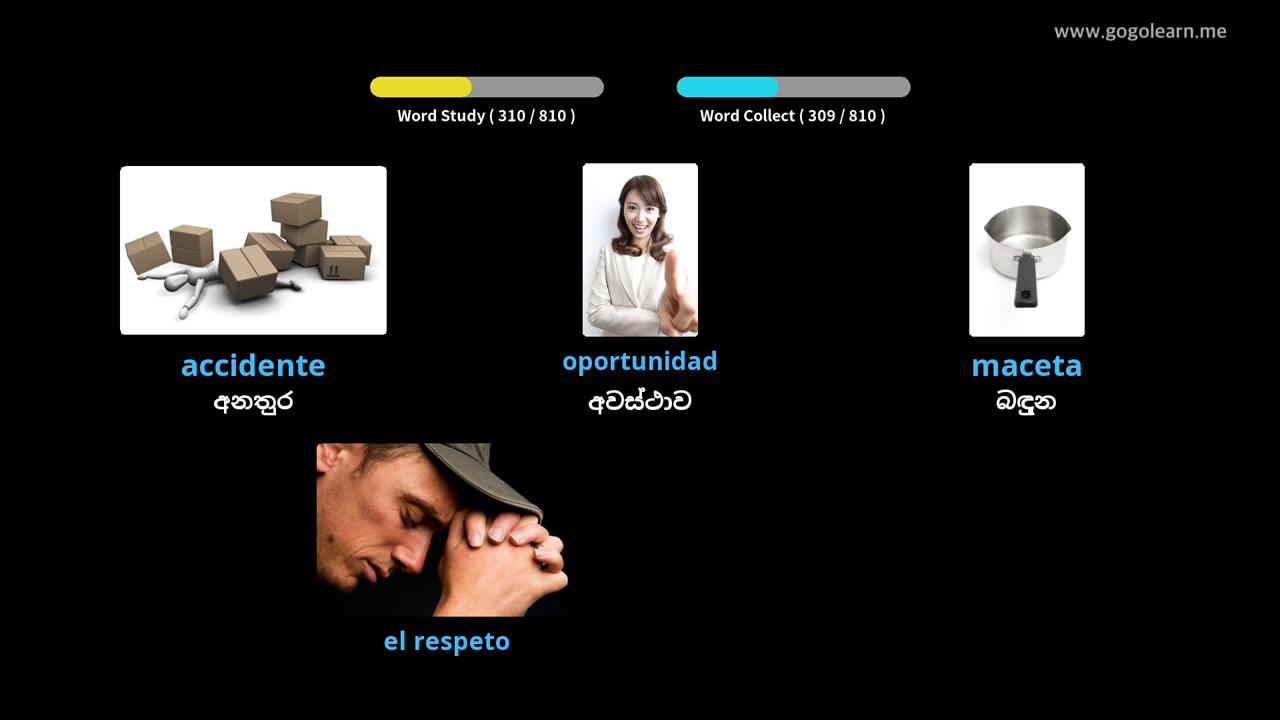 www.gogolearn.me
Word Study ( 310 / 810 )
Word Collect ( 309 / 810 )
accidente
අනතුර
oportunidad
අවස්ථාව
maceta
බඳුන
el respeto